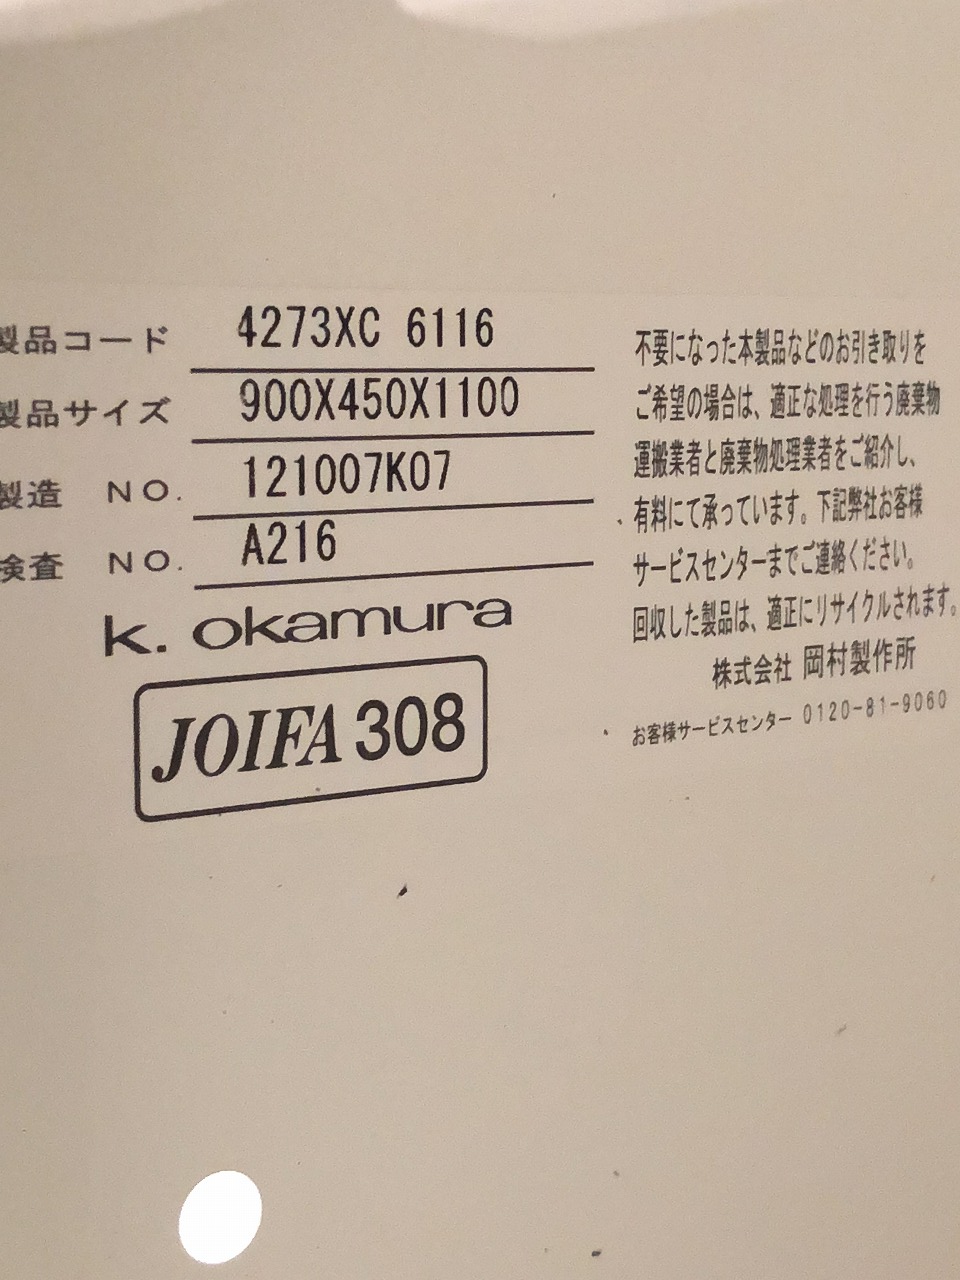 製品コード 4273XC 6116
製品サイズ 900X450X1100
製造 NO. 121007K07
検査 NO. A216
k. okamura
JOIFA 308
不要になった本製品などのお引き取りを
ご希望の場合は、適正な処理を行う廃棄物
運搬業者と廃棄物処理業者をご紹介し、
有料にて承っています。下記弊社お客様
サービスセンターまでご連絡ください。
回収した製品は、適正にリサイクルされます。
株式会社 岡村製作所
お客様サービスセンター 0120-81-9060